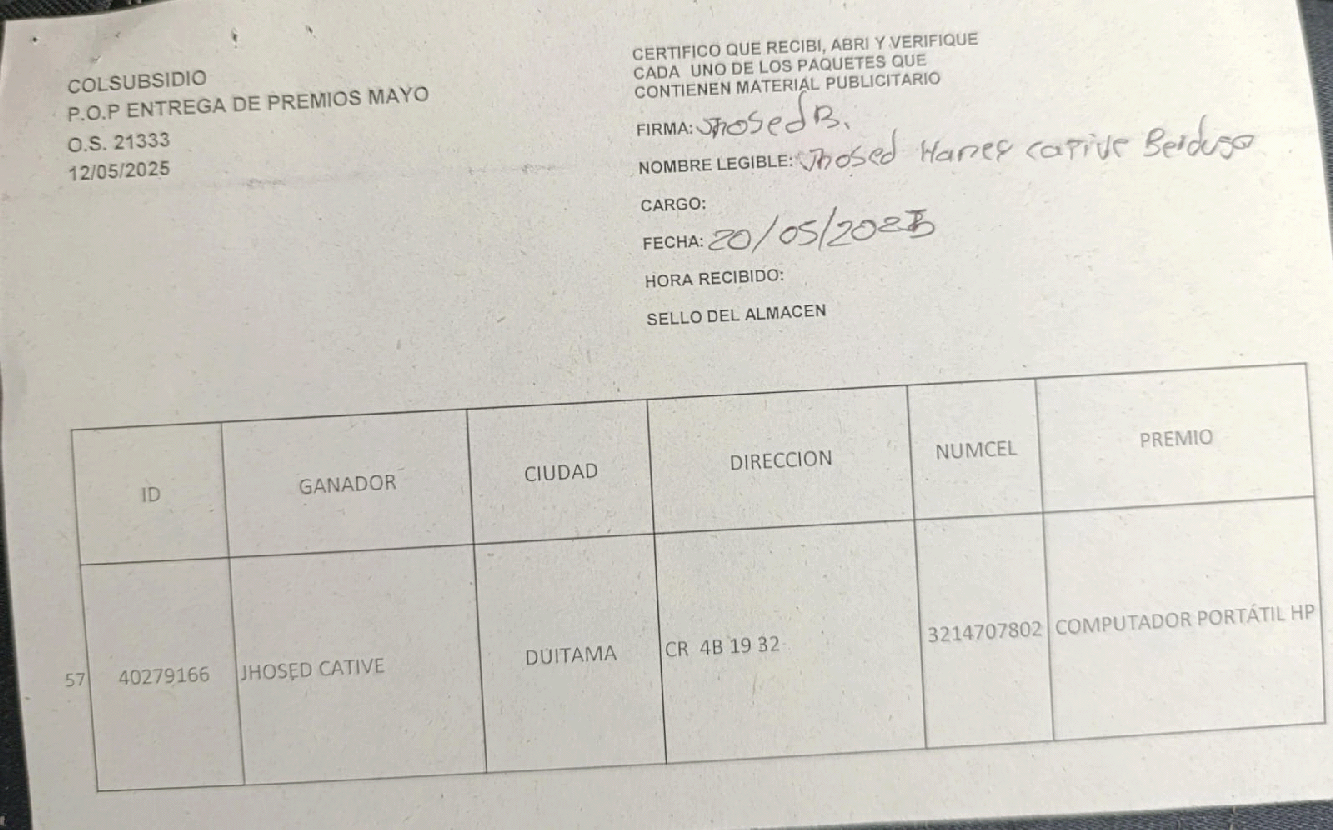 COLSUBSIDIO
P.O.P ENTREGA DE PREMIOS MAYO
O.S. 21333
12/05/2025
CERTIFICO QUE RECIBI, ABRI Y VERIFIQUE
CADA UNO DE LOS PAQUETES QUE
CONTIENEN MATERIAL PUBLICITARIO
FIRMA: Jhosed B.
NOMBRE LEGIBLE: Jhosed Cative Berdugo
CARGO:
FECHA: 20/05/2025
HORA RECIBIDO:
SELLO DEL ALMACEN
ID GANADOR CIUDAD DIRECCION NUMCEL PREMIO
57 40279166 JHOSED CATIVE DUITAMA CR 4B 19 32 3214707802 COMPUTADOR PORTÁTIL HP